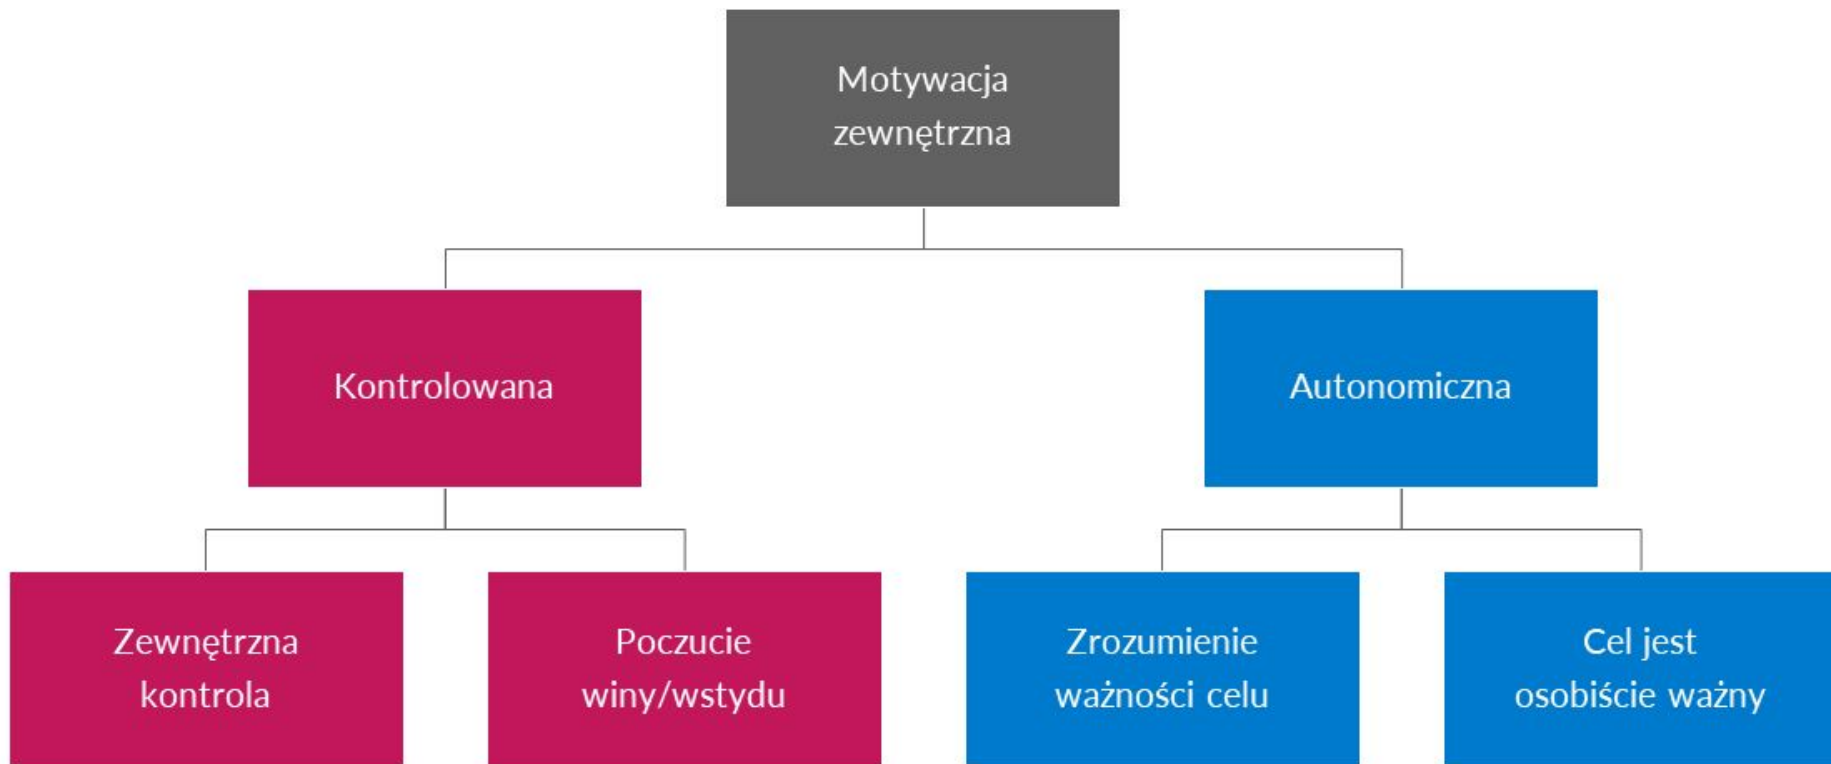 Motywacja
zewnętrzna
Kontrolowana
Autonomiczna
Zewnętrzna
kontrola
Poczucie
winy/wstydu
Zrozumienie
ważności celu
Cel jest
osobiście ważny